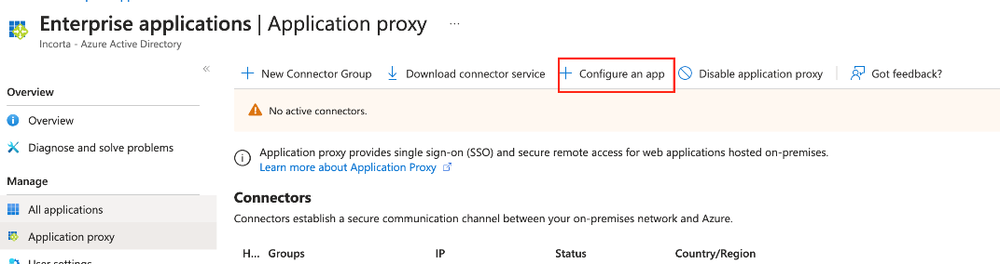 Enterprise applications | Application proxy ...
Incorta - Azure Active Directory
«
New Connector Group Download connector service Configure an app Disable application proxy Got feedback?
No active connectors.
Overview
Overview
Diagnose and solve problems
Manage
All applications
Application proxy
User settings
Application proxy provides single sign-on (SSO) and secure remote access for web applications hosted on-premises.
Learn more about Application Proxy
Connectors
Connectors establish a secure communication channel between your on-premises network and Azure.
H... Groups IP Status Country/Region